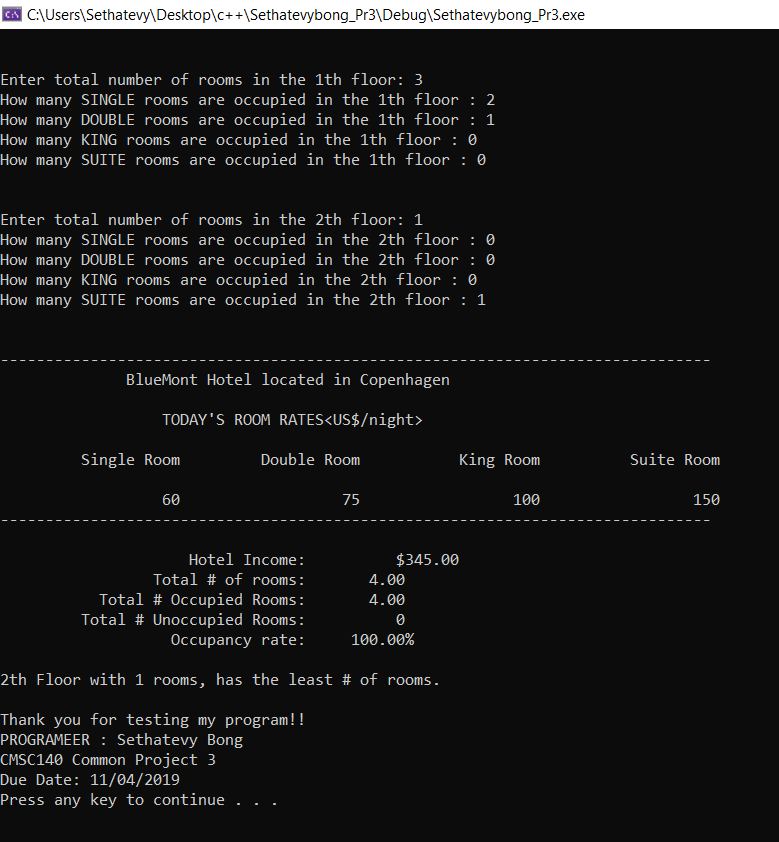 C:\Users\Sethatevy\Desktop\c++\Sethatevybong_Pr3\Debug\Sethatevybong_Pr3.exe
Enter total number of rooms in the 1th floor: 3
How many SINGLE rooms are occupied in the 1th floor : 2
How many DOUBLE rooms are occupied in the 1th floor : 1
How many KING rooms are occupied in the 1th floor : 0
How many SUITE rooms are occupied in the 1th floor : 0
Enter total number of rooms in the 2th floor: 1
How many SINGLE rooms are occupied in the 2th floor : 0
How many DOUBLE rooms are occupied in the 2th floor : 0
How many KING rooms are occupied in the 2th floor : 0
How many SUITE rooms are occupied in the 2th floor : 1
-------------------------------------------------------------------------------
BlueMont Hotel located in Copenhagen
TODAY'S ROOM RATES<US$/night>
Single Room Double Room King Room Suite Room
60 75 100 150
-------------------------------------------------------------------------------
Hotel Income: $345.00
Total # of rooms: 4.00
Total # Occupied Rooms: 4.00
Total # Unoccupied Rooms: 0
Occupancy rate: 100.00%
2th Floor with 1 rooms, has the least # of rooms.
Thank you for testing my program!!
PROGRAMEER : Sethatevy Bong
CMSC140 Common Project 3
Due Date: 11/04/2019
Press any key to continue . . .